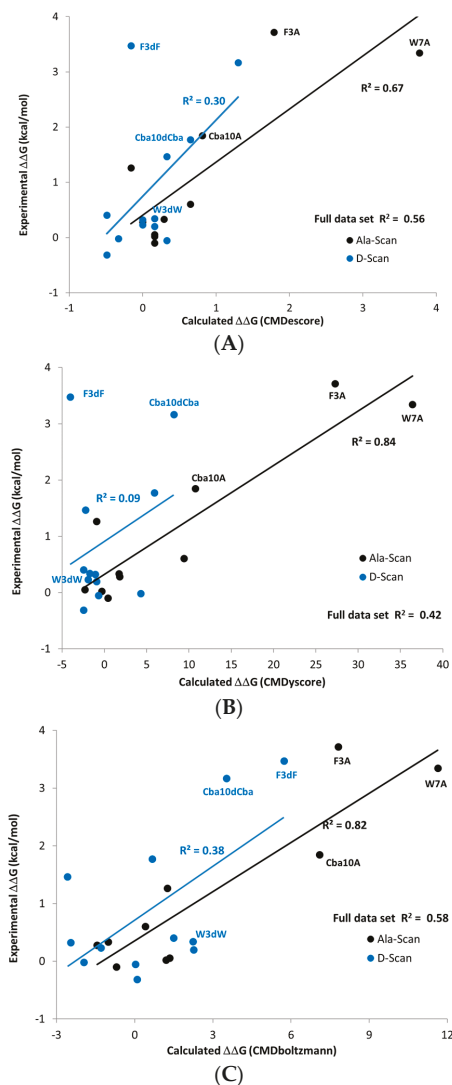 4
3
2
1
0
-1
Experimental ΔΔG (kcal/mol)
F3dF
F3A
W7A
R² = 0.30
R² = 0.67
Cba10dCba
Cba10A
W3dW
Full data set R² = 0.56
Ala-Scan
D-Scan
-1 0 1 2 3 4
Calculated ΔΔG (CMDescore)
(A)
4
3
2
1
0
-1
Experimental ΔΔG (kcal/mol)
F3dF
Cba10dCba
F3A
W7A
R² = 0.84
Cba10A
R² = 0.09
W3dW
Ala-Scan
D-Scan
Full data set R² = 0.42
-5 0 5 10 15 20 25 30 35 40
Calculated ΔΔG (CMDyscore)
(B)
4
3
2
1
0
-1
Experimental ΔΔG (kcal/mol)
F3dF
F3A
Cba10dCba
W7A
R² = 0.82
R² = 0.38
Cba10A
Full data set R² = 0.58
W3dW
Ala-Scan
D-Scan
-3 0 3 6 9 12
Calculated ΔΔG (CMDboltzmann)
(C)